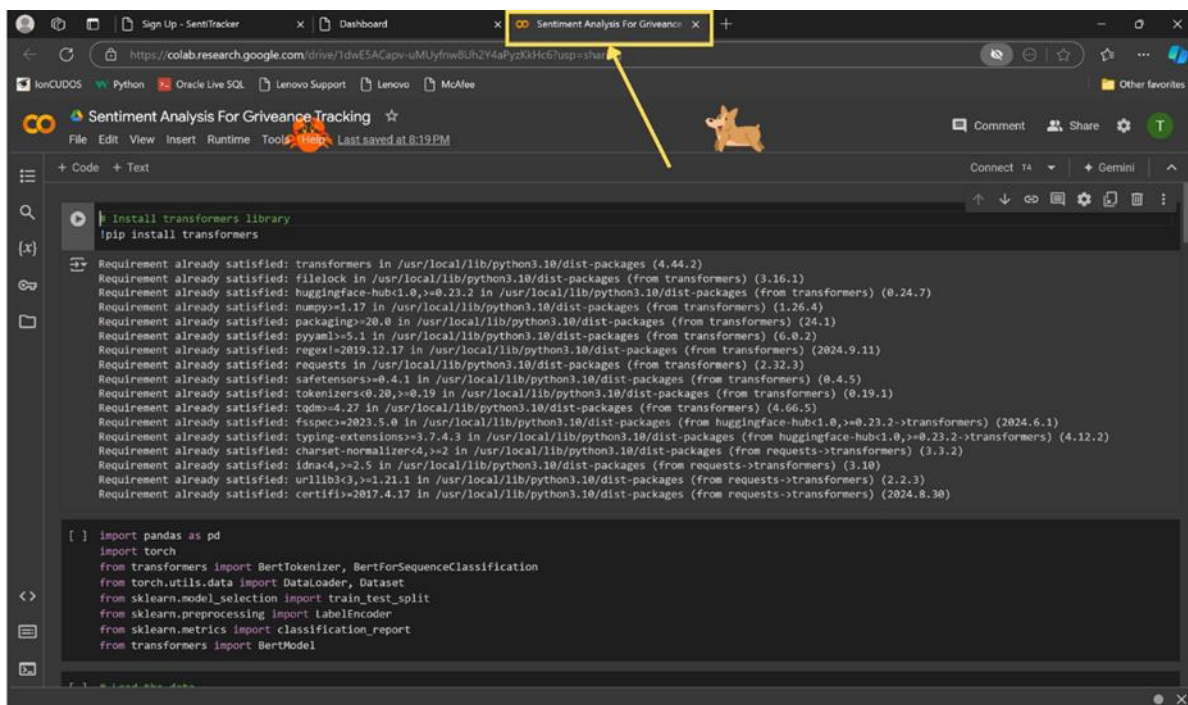 Sign Up - SentiTracker
Dashboard
Sentiment Analysis For Griveance
https://colab.research.google.com/drive/1dwE5ACapv-uMUyfnw8Uh2Y4aPyzKkHc6?usp=sharing
IonCUDOS Python Oracle Live SQL Lenovo Support Lenovo McAfee Other favorites
Sentiment Analysis For Griveance Tracking
Comment Share T
File Edit View Insert Runtime Tools Help Last saved at 8:19 PM
+ Code + Text Connect T4 Gemini
# Install transformers library
!pip install transformers
Requirement already satisfied: transformers in /usr/local/lib/python3.10/dist-packages (4.44.2)
Requirement already satisfied: filelock in /usr/local/lib/python3.10/dist-packages (from transformers) (3.16.1)
Requirement already satisfied: huggingface-hub<1.0,>=0.23.2 in /usr/local/lib/python3.10/dist-packages (from transformers) (0.24.7)
Requirement already satisfied: numpy>=1.17 in /usr/local/lib/python3.10/dist-packages (from transformers) (1.26.4)
Requirement already satisfied: packaging>=20.0 in /usr/local/lib/python3.10/dist-packages (from transformers) (24.1)
Requirement already satisfied: pyyaml>=5.1 in /usr/local/lib/python3.10/dist-packages (from transformers) (6.0.2)
Requirement already satisfied: regex!=2019.12.17 in /usr/local/lib/python3.10/dist-packages (from transformers) (2024.9.11)
Requirement already satisfied: requests in /usr/local/lib/python3.10/dist-packages (from transformers) (2.32.3)
Requirement already satisfied: safetensors>=0.4.1 in /usr/local/lib/python3.10/dist-packages (from transformers) (0.4.5)
Requirement already satisfied: tokenizers<0.20,>=0.19 in /usr/local/lib/python3.10/dist-packages (from transformers) (0.19.1)
Requirement already satisfied: tqdm>=4.27 in /usr/local/lib/python3.10/dist-packages (from transformers) (4.66.5)
Requirement already satisfied: fsspec>=2023.5.0 in /usr/local/lib/python3.10/dist-packages (from huggingface-hub<1.0,>=0.23.2->transformers) (2024.6.1)
Requirement already satisfied: typing-extensions>=3.7.4.3 in /usr/local/lib/python3.10/dist-packages (from huggingface-hub<1.0,>=0.23.2->transformers) (4.12.2)
Requirement already satisfied: charset-normalizer<4,>=2 in /usr/local/lib/python3.10/dist-packages (from requests->transformers) (3.3.2)
Requirement already satisfied: idna<4,>=2.5 in /usr/local/lib/python3.10/dist-packages (from requests->transformers) (3.10)
Requirement already satisfied: urllib3<3,>=1.21.1 in /usr/local/lib/python3.10/dist-packages (from requests->transformers) (2.2.3)
Requirement already satisfied: certifi>=2017.4.17 in /usr/local/lib/python3.10/dist-packages (from requests->transformers) (2024.8.30)
[ ] import pandas as pd
import torch
from transformers import BertTokenizer, BertForSequenceClassification
from torch.utils.data import DataLoader, Dataset
from sklearn.model_selection import train_test_split
from sklearn.preprocessing import LabelEncoder
from sklearn.metrics import classification_report
from transformers import BertModel
[ ] # Load the data